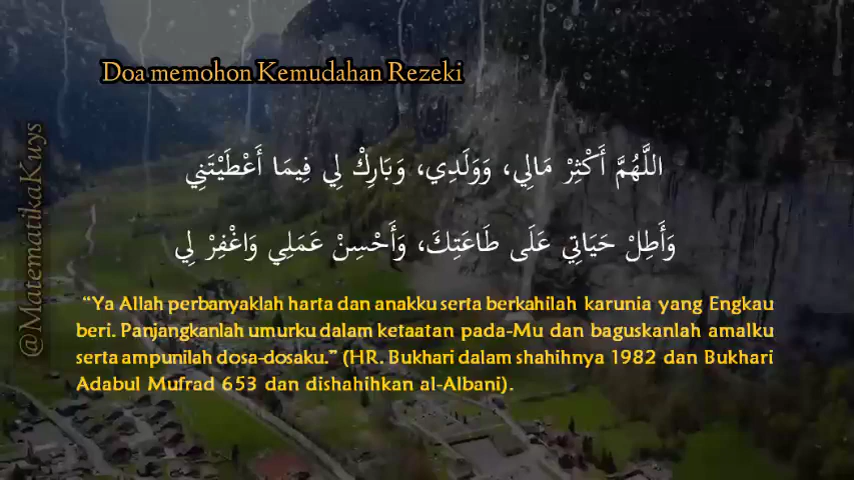 Doa memohon Kemudahan Rezeki
اللَّهُمَّ أَكْثِرْ مَالِي، وَوَلَدِي، وَبَارِكْ لِي فِيمَا أَعْطَيْتَنِي
وَأَطِلْ حَيَاتِي عَلَى طَاعَتِكَ، وَأَحْسِنْ عَمَلِي وَاغْفِرْ لِي
“Ya Allah perbanyaklah harta dan anakku serta berkahilah karunia yang Engkau
beri. Panjangkanlah umurku dalam ketaatan pada-Mu dan baguskanlah amalku
serta ampunilah dosa-dosaku.” (HR. Bukhari dalam shahihnya 1982 dan Bukhari
Adabul Mufrad 653 dan dishahihkan al-Albani).
@MatematikaKuys